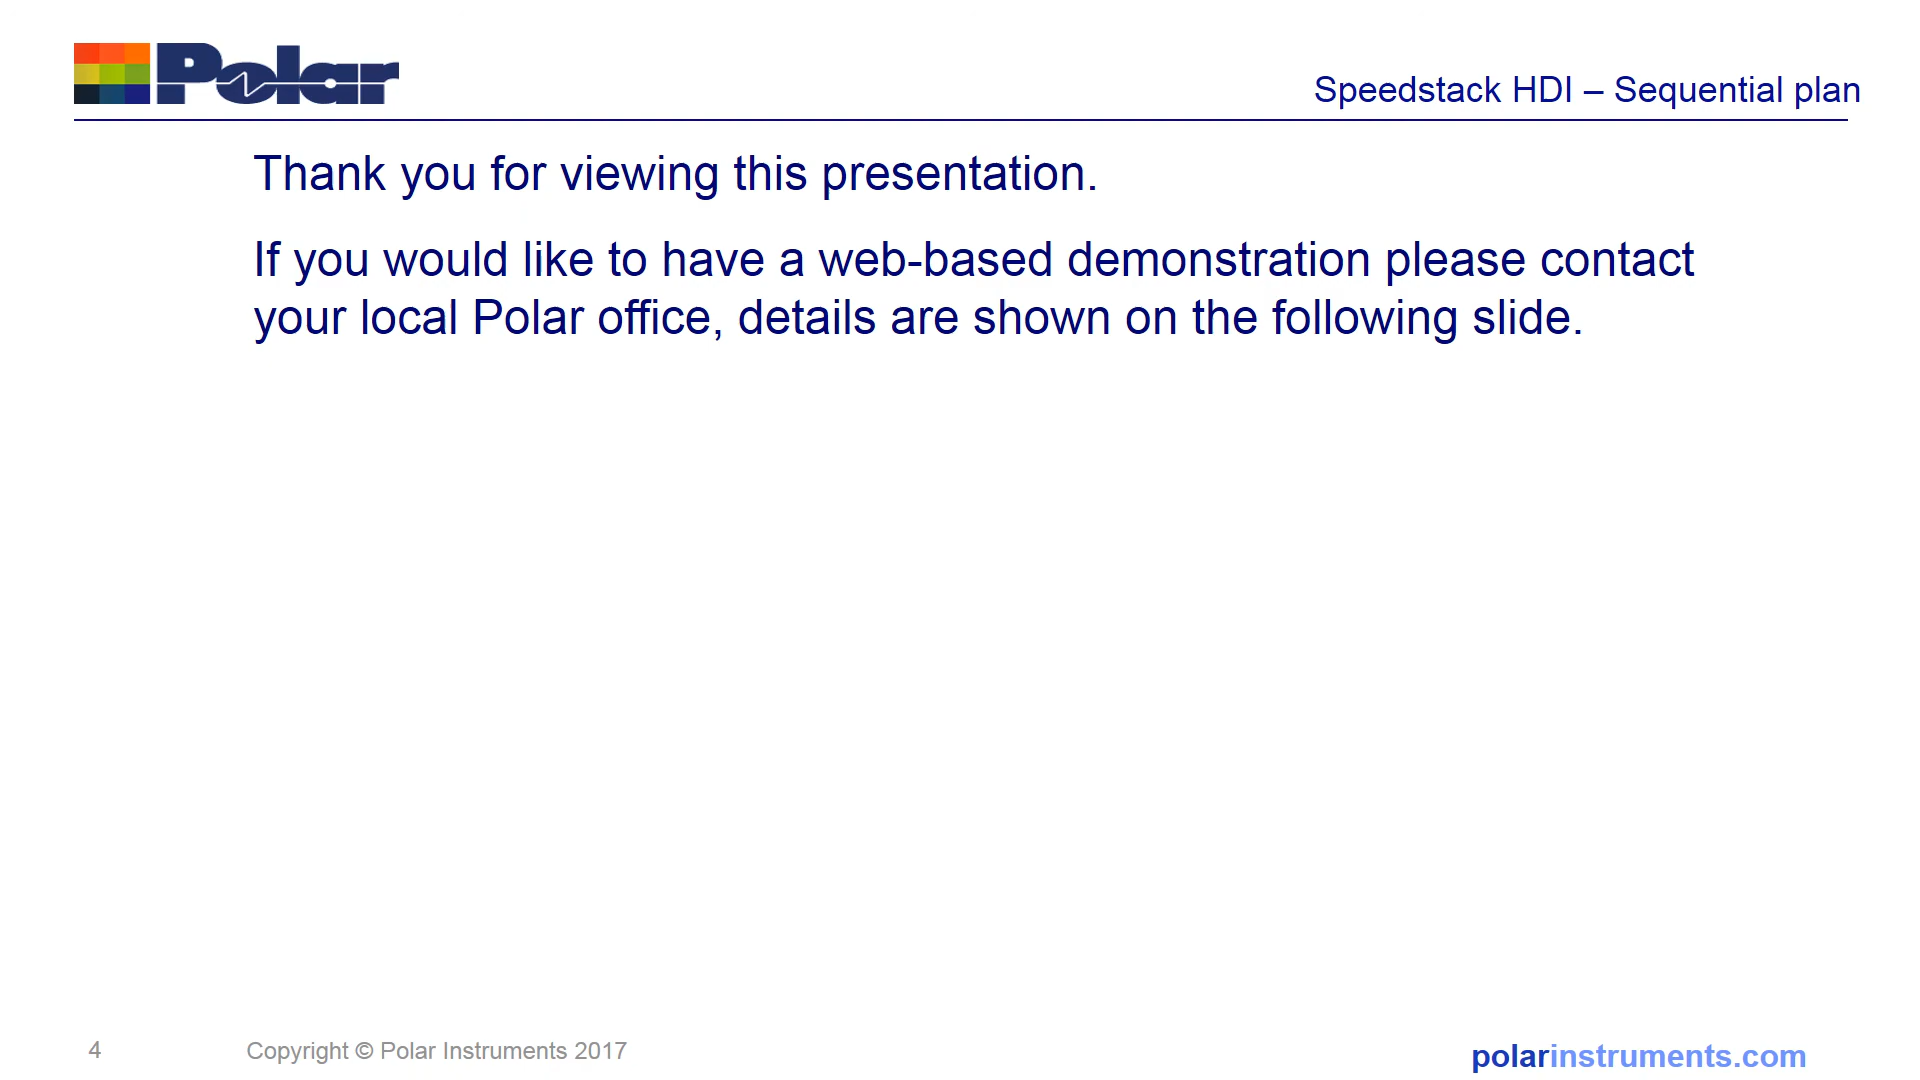 Polar
Speedstack HDI – Sequential plan
Thank you for viewing this presentation.
If you would like to have a web-based demonstration please contact
your local Polar office, details are shown on the following slide.
4
Copyright © Polar Instruments 2017
polarinstruments.com